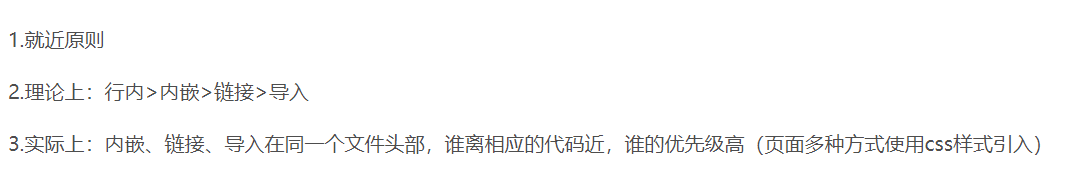 1.就近原则
2.理论上：行内>内嵌>链接>导入
3.实际上：内嵌、链接、导入在同一个文件头部，谁离相应的代码近，谁的优先级高（页面多种方式使用css样式引入）